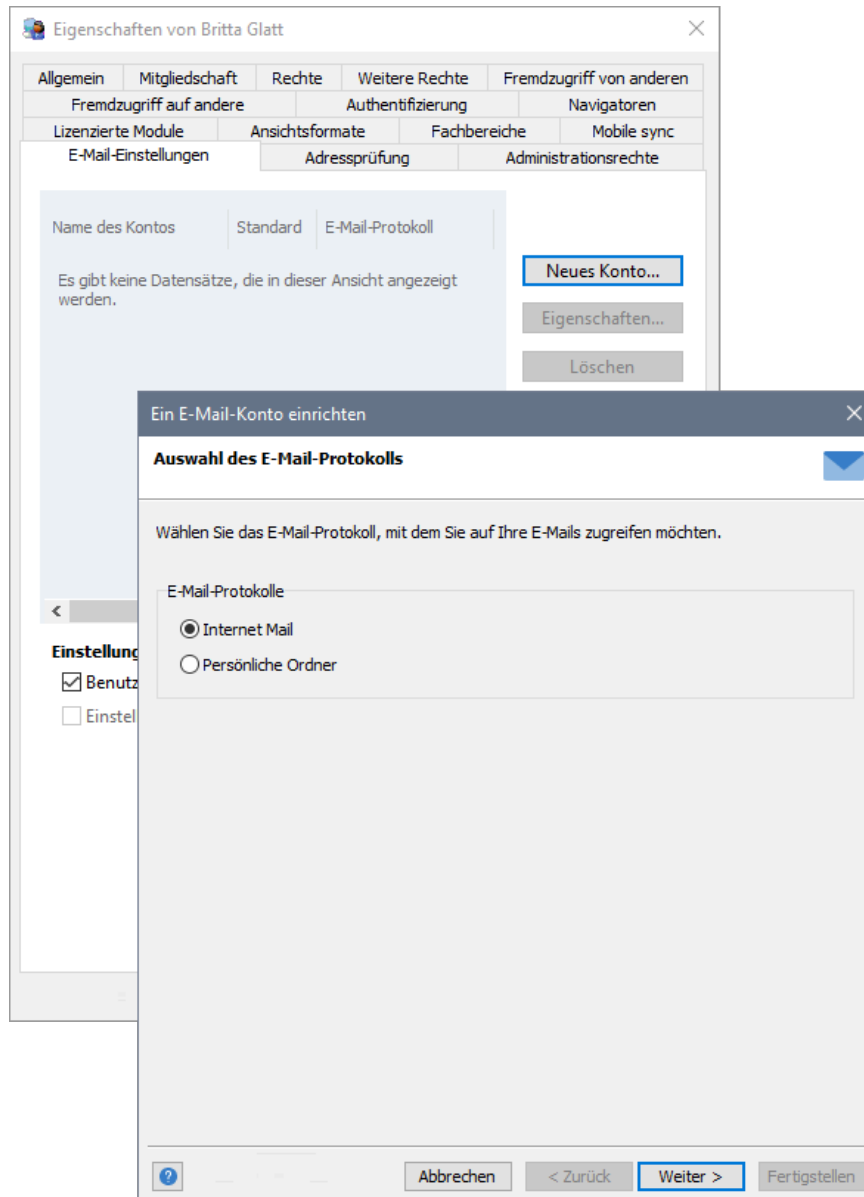 Eigenschaften von Britta Glatt
Allgemein Mitgliedschaft Rechte Weitere Rechte Fremdzugriff von anderen
Fremdzugriff auf andere Authentifizierung Navigatoren
Lizenzierte Module Ansichtsformate Fachbereiche Mobile sync
E-Mail-Einstellungen Adressprüfung Administrationsrechte
Name des Kontos Standard E-Mail-Protokoll
Es gibt keine Datensätze, die in dieser Ansicht angezeigt
werden.
Neues Konto...
Eigenschaften...
Löschen
Ein E-Mail-Konto einrichten
Auswahl des E-Mail-Protokolls
Wählen Sie das E-Mail-Protokoll, mit dem Sie auf Ihre E-Mails zugreifen möchten.
E-Mail-Protokolle
Internet Mail
Persönliche Ordner
Einstellung
Benutz
Einstel
Abbrechen < Zurück Weiter > Fertigstellen